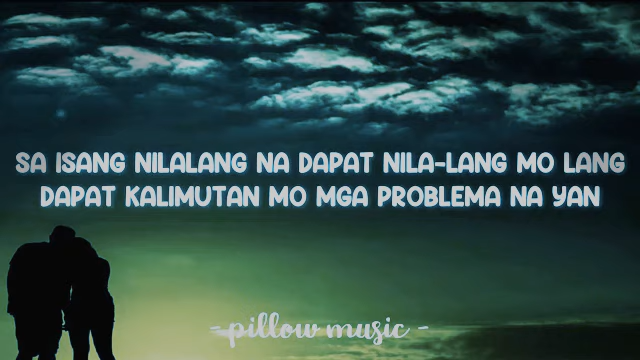 SA ISANG NILALANG NA DAPAT NILA-LANG MO LANG
DAPAT KALIMUTAN MO MGA PROBLEMA NA YAN
- pillow music -